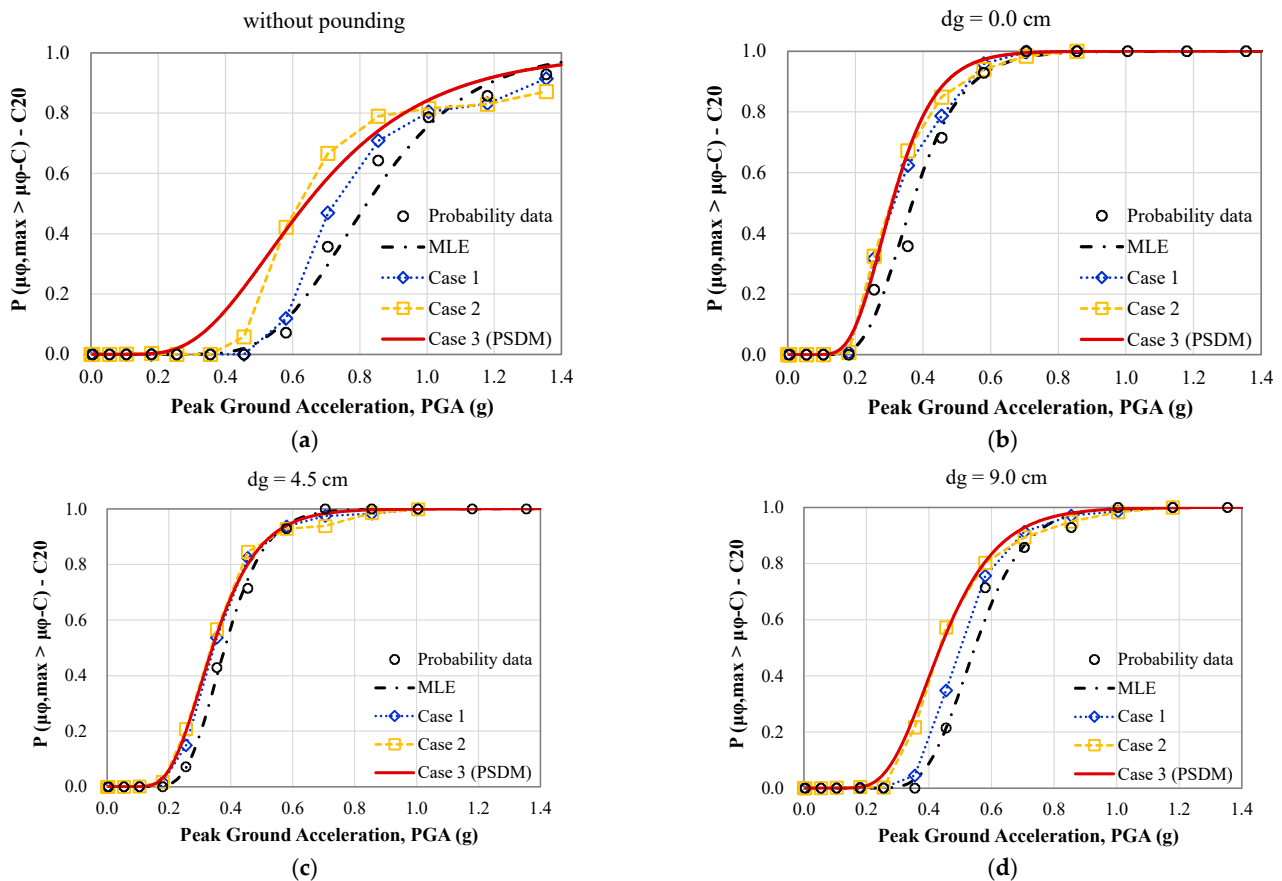 without pounding
1.0
0.8
0.6
0.4
0.2
0.0
P (μφ,max > μφ-C) - C20
Probability data
MLE
Case 1
Case 2
Case 3 (PSDM)
0.0 0.2 0.4 0.6 0.8 1.0 1.2 1.4
Peak Ground Acceleration, PGA (g)
(a)
dg = 0.0 cm
1.0
0.8
0.6
0.4
0.2
0.0
P (μφ,max > μφ-C) - C20
Probability data
MLE
Case 1
Case 2
Case 3 (PSDM)
0.0 0.2 0.4 0.6 0.8 1.0 1.2 1.4
Peak Ground Acceleration, PGA (g)
(b)
dg = 4.5 cm
1.0
0.8
0.6
0.4
0.2
0.0
P (μφ,max > μφ-C) - C20
Probability data
MLE
Case 1
Case 2
Case 3 (PSDM)
0.0 0.2 0.4 0.6 0.8 1.0 1.2 1.4
Peak Ground Acceleration, PGA (g)
(c)
dg = 9.0 cm
1.0
0.8
0.6
0.4
0.2
0.0
P (μφ,max > μφ-C) - C20
Probability data
MLE
Case 1
Case 2
Case 3 (PSDM)
0.0 0.2 0.4 0.6 0.8 1.0 1.2 1.4
Peak Ground Acceleration, PGA (g)
(d)